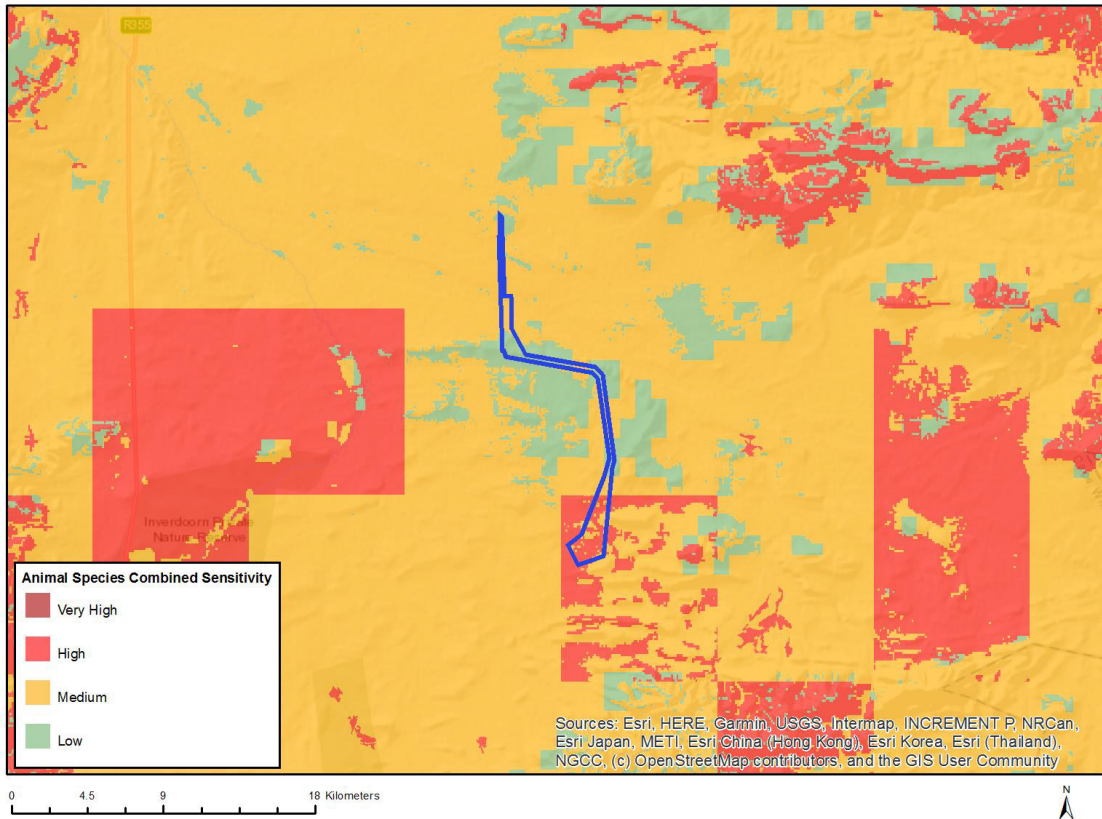 R355
Inverdoorn Private
Nature Reserve
Animal Species Combined Sensitivity
Very High
High
Medium
Low
Sources: Esri, HERE, Garmin, USGS, Intermap, INCREMENT P, NRCan,
Esri Japan, METI, Esri China (Hong Kong), Esri Korea, Esri (Thailand),
NGCC, (c) OpenStreetMap contributors, and the GIS User Community
0 4.5 9 18 Kilometers
N